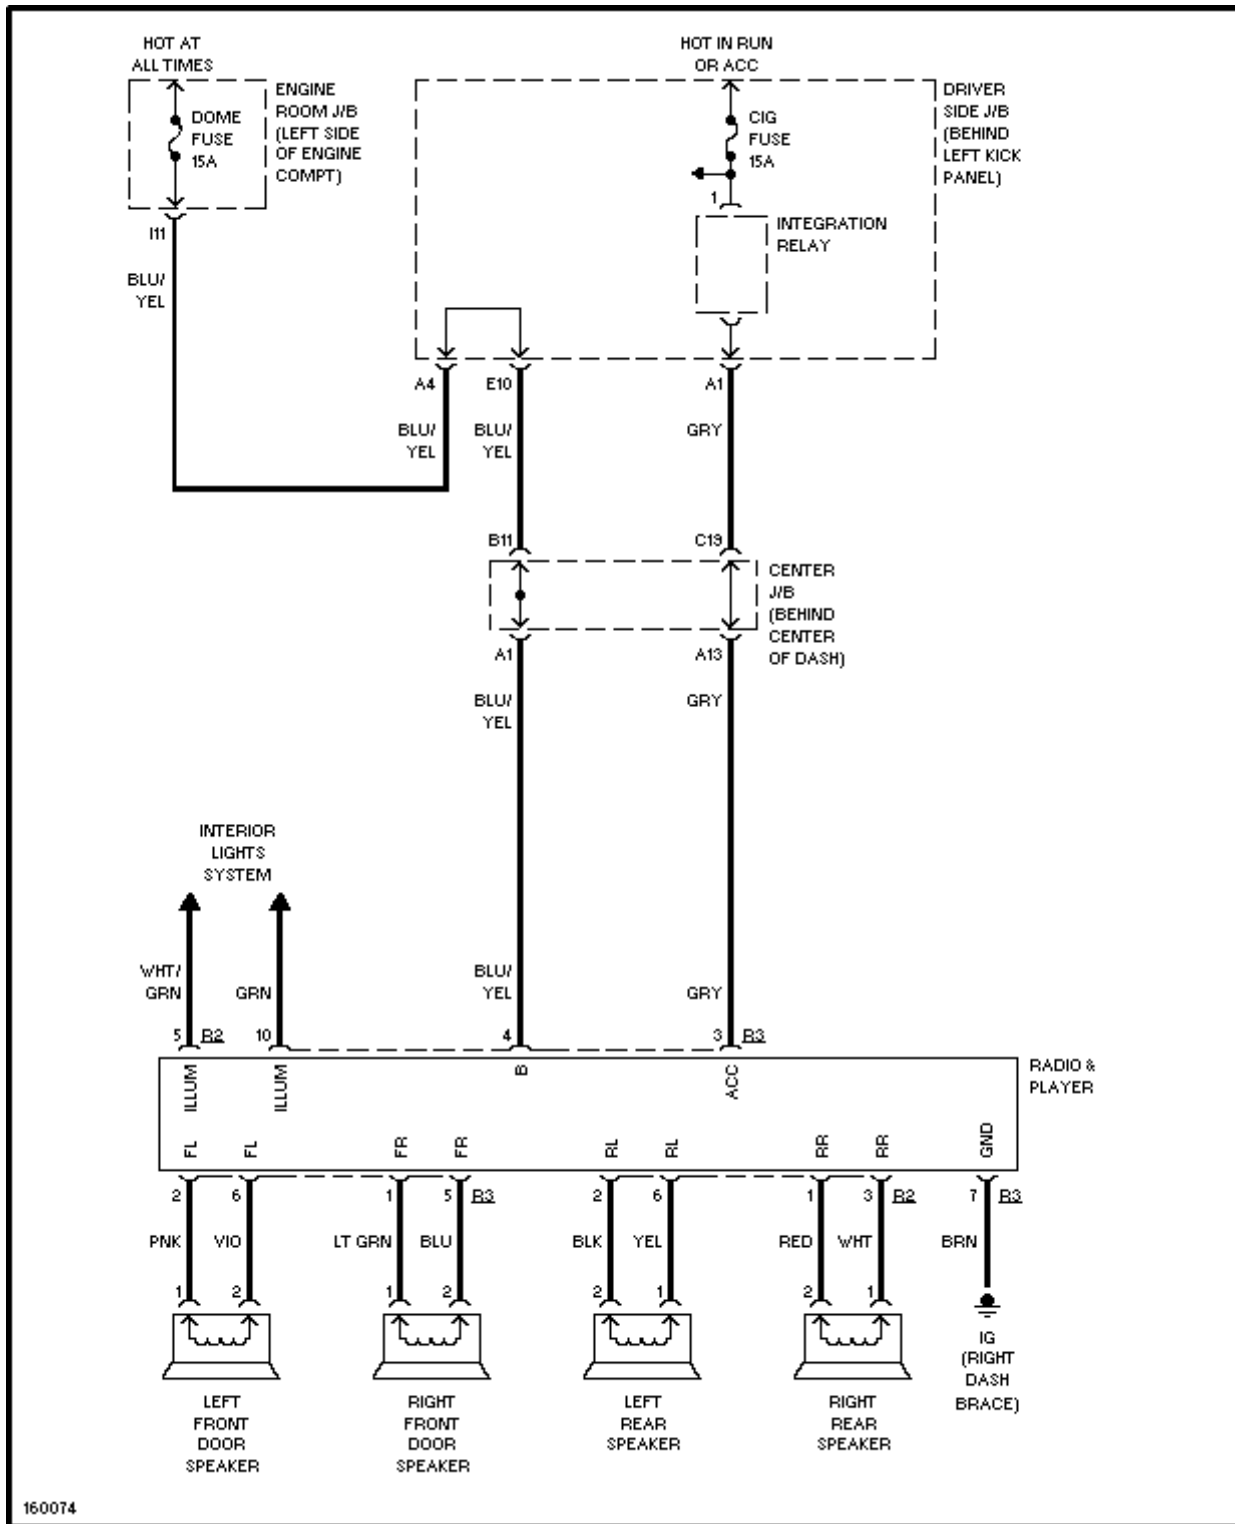 HOT AT
ALL TIMES
HOT IN RUN
OR ACC
ENGINE
ROOM J/B
(LEFT SIDE
OF ENGINE
COMPT)
DOME
FUSE
15A
CIG
FUSE
15A
DRIVER
SIDE J/B
(BEHIND
LEFT KICK
PANEL)
1
INTEGRATION
RELAY
I11
BLU/
YEL
A4
E10
A1
BLU/
YEL
BLU/
YEL
GRY
B11
C19
CENTER
J/B
(BEHIND
CENTER
OF DASH)
A1
A13
BLU/
YEL
GRY
INTERIOR
LIGHTS
SYSTEM
WHT/
GRN
GRN
BLU/
YEL
GRY
5 R2 10 4 3 R3
ILLUM ILLUM B ACC
RADIO &
PLAYER
FL FL FR FR RL RL RR RR GND
2 6 1 5 R3 2 6 1 3 R2 7 R3
PNK VIO LT GRN BLU BLK YEL RED WHT BRN
1 2 1 2 2 1 2 1
IG
(RIGHT
DASH
BRACE)
LEFT
FRONT
DOOR
SPEAKER
RIGHT
FRONT
DOOR
SPEAKER
LEFT
REAR
SPEAKER
RIGHT
REAR
SPEAKER
160074